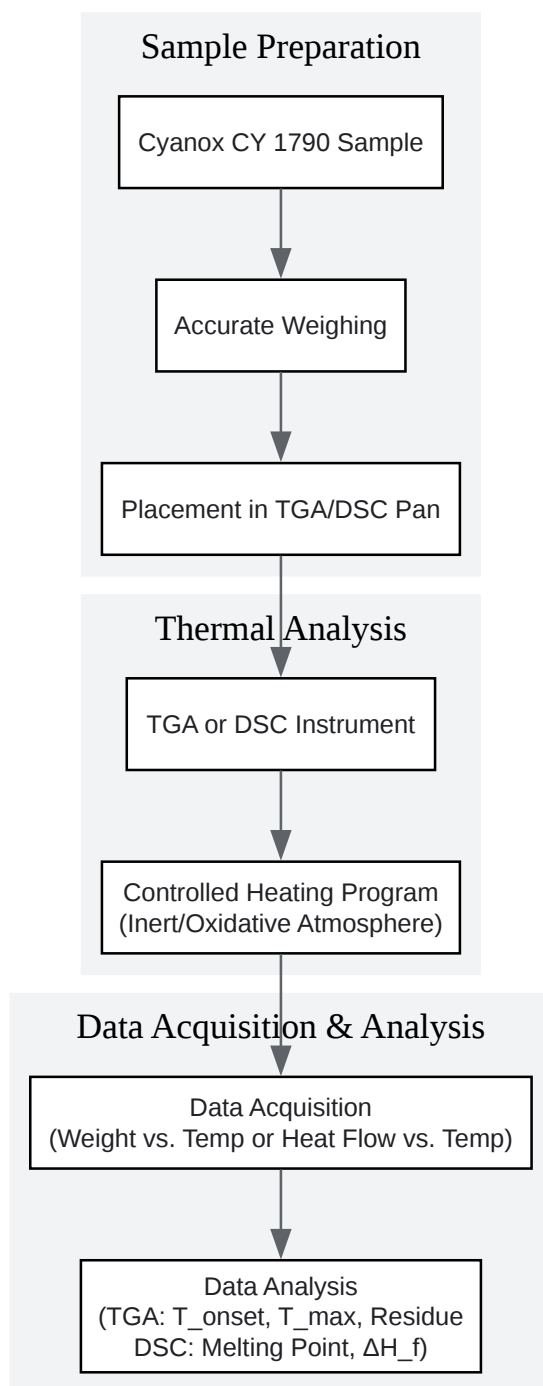 Sample Preparation
Cyanox CY 1790 Sample
Accurate Weighing
Placement in TGA/DSC Pan
Thermal Analysis
TGA or DSC Instrument
Controlled Heating Program
(Inert/Oxidative Atmosphere)
Data Acquisition & Analysis
Data Acquisition
(Weight vs. Temp or Heat Flow vs. Temp)
Data Analysis
(TGA: T_onset, T_max, Residue
DSC: Melting Point, ΔH_f)